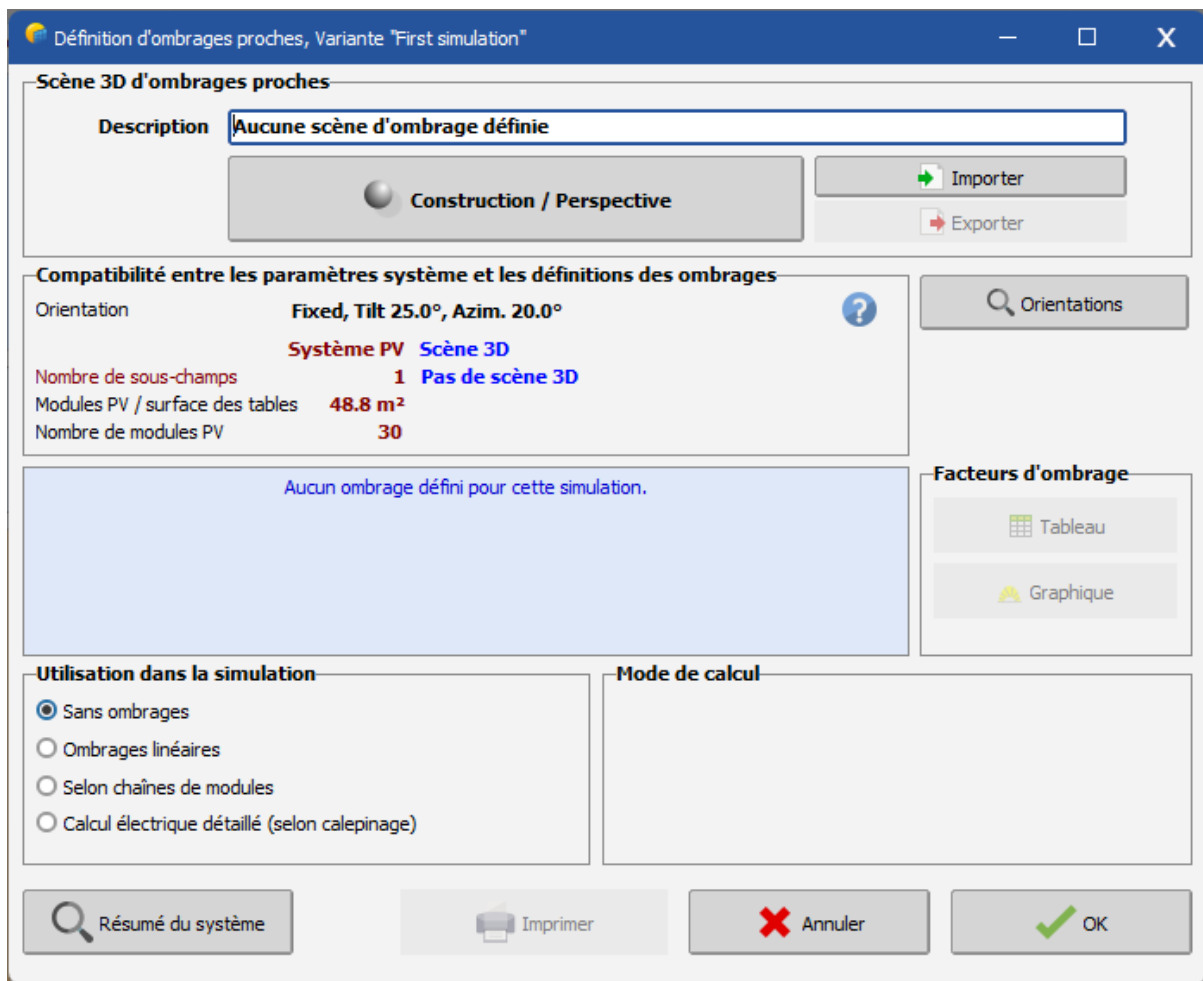 Définition d'ombrages proches, Variante "First simulation"
Scène 3D d'ombrages proches
Description Aucune scène d'ombrage définie
Construction / Perspective
Importer
Exporter
Compatibilité entre les paramètres système et les définitions des ombrages
Orientation Fixed, Tilt 25.0°, Azim. 20.0°
?
Orientations
Système PV Scène 3D
Nombre de sous-champs 1 Pas de scène 3D
Modules PV / surface des tables 48.8 m²
Nombre de modules PV 30
Aucun ombrage défini pour cette simulation.
Facteurs d'ombrage
Tableau
Graphique
Utilisation dans la simulation
Sans ombrages
Ombrages linéaires
Selon chaînes de modules
Calcul électrique détaillé (selon calepinage)
Mode de calcul
Résumé du système
Imprimer
Annuler
OK